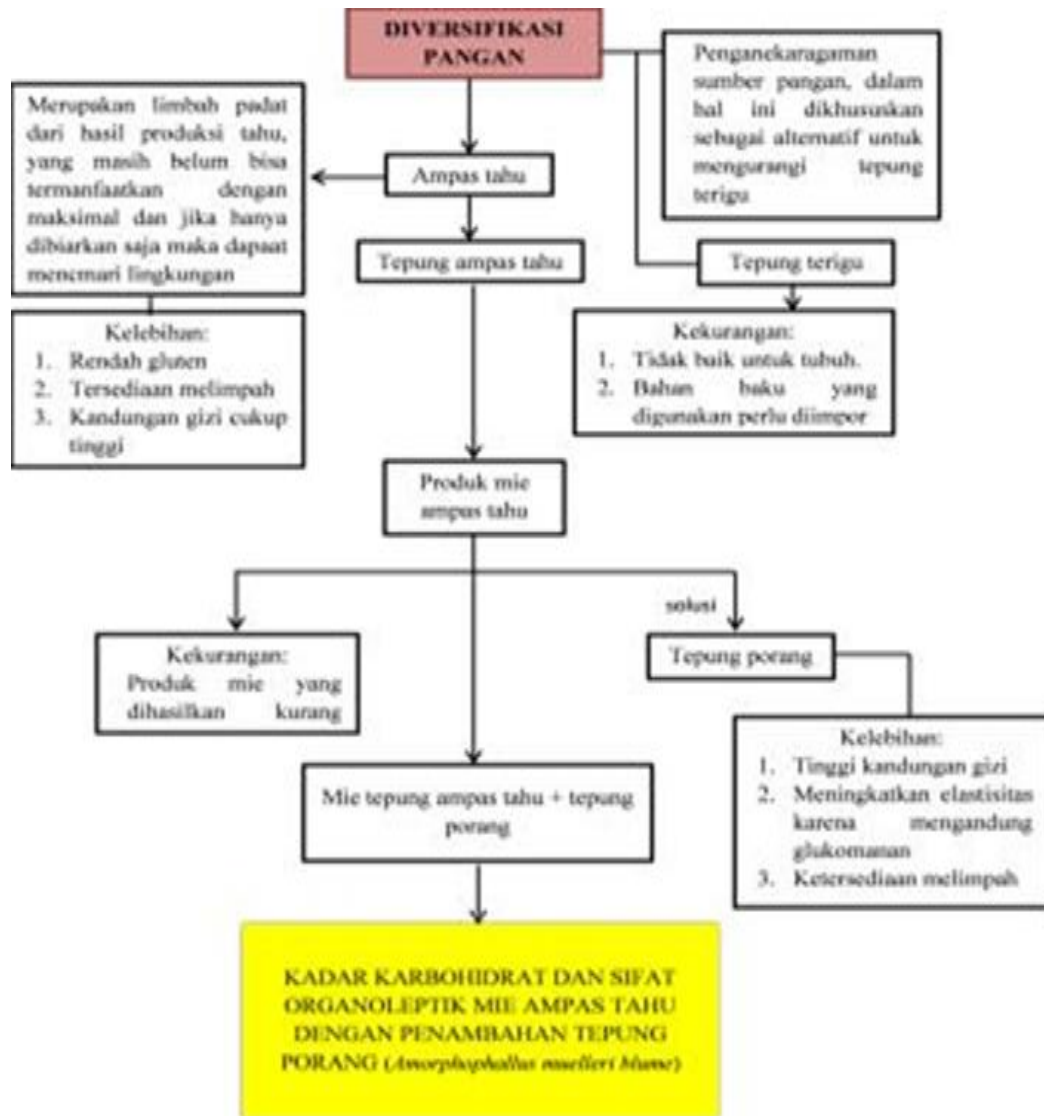 DIVERSIFIKASI
PANGAN
Penganekaragaman
sumber pangan, dalam
hal ini dikhususkan
sebagai alternatif untuk
mengurangi tepung
terigu
Merupakan limbah padat
dari hasil produksi tahu,
yang masih belum bisa
termanfaatkan dengan
maksimal dan jika hanya
dibiarkan saja maka dapaat
mencmari lingkungan
Ampas tahu
Tepung ampas tahu
Tepung terigu
Kelebihan:
1. Rendah gluten
2. Tersediaan melimpah
3. Kandungan gizi cukup
tinggi
Kekurangan:
1. Tidak baik untuk tubuh.
2. Bahan baku yang
digunakan perlu diimpor
Produk mie
ampas tahu
solusi
Kekurangan:
Produk mie yang
dihasilkan kurang
Tepung porang
Kelebihan:
1. Tinggi kandungan gizi
2. Meningkatkan elastisitas
karena mengandung
glukomanan
3. Ketersediaan melimpah
Mie tepung ampas tahu + tepung
porang
KADAR KARBOHIDRAT DAN SIFAT
ORGANOLEPTIK MIE AMPAS TAHU
DENGAN PENAMBAHAN TEPUNG
PORANG (Amorphophallus muelleri blume)